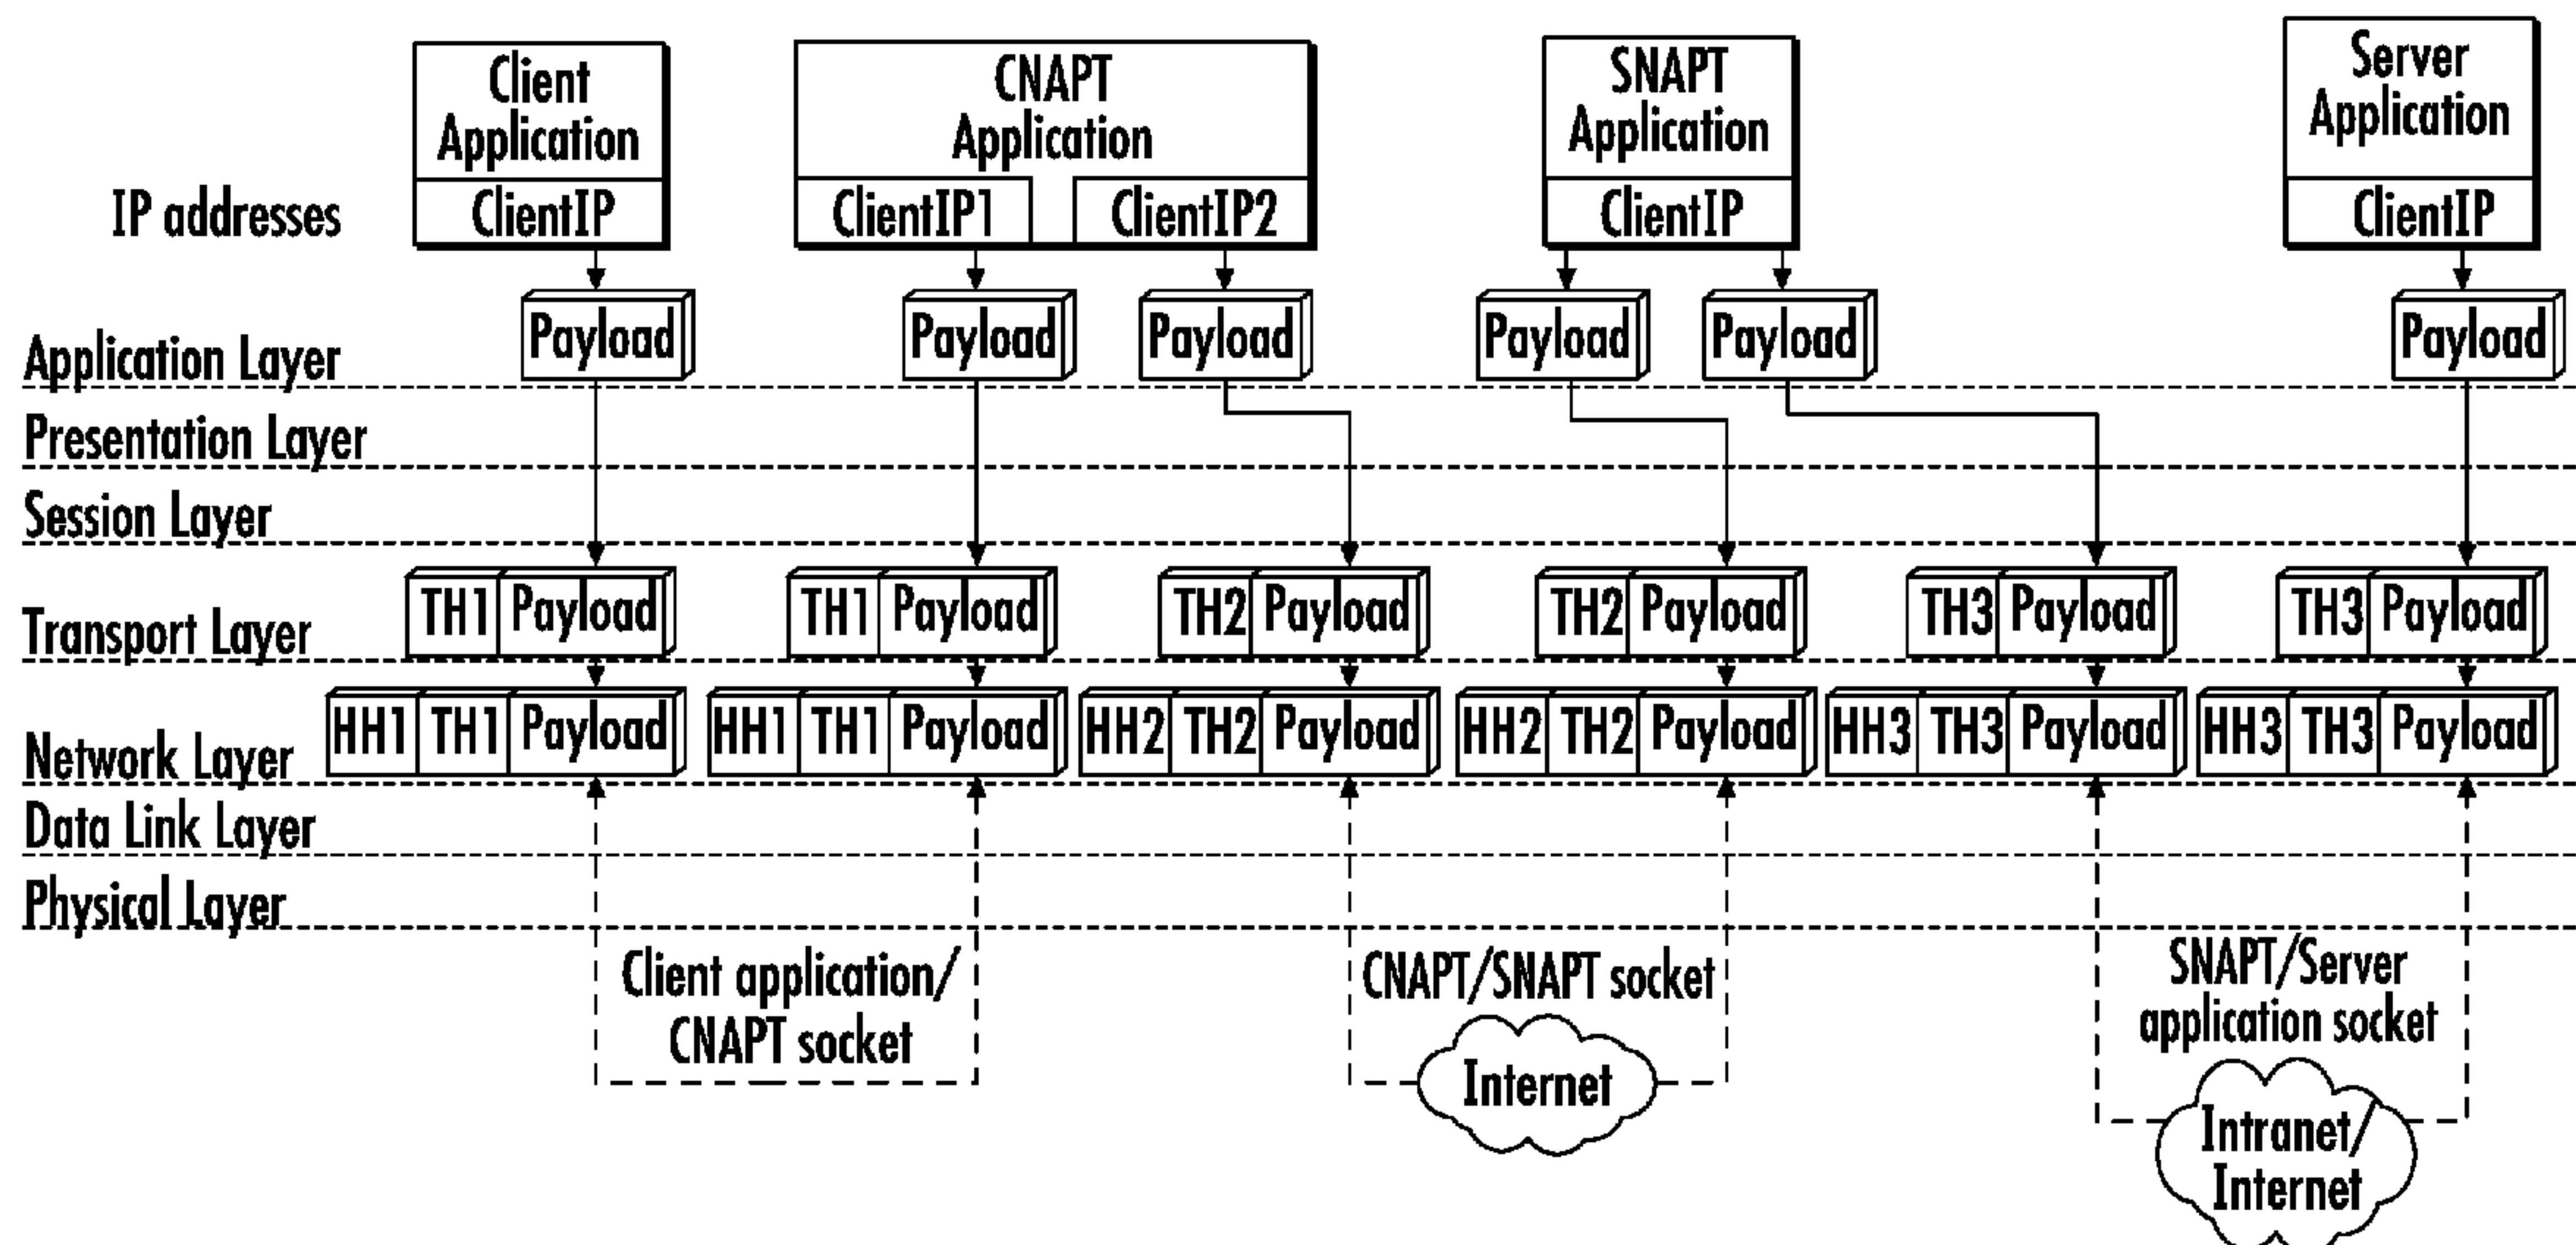 Client
Application
CNAPT
Application
SNAPT
Application
Server
Application
IP addresses
ClientIP
ClientIP1
ClientIP2
ClientIP
ClientIP
Application Layer
Payload
Payload
Payload
Payload
Payload
Payload
Presentation Layer
Session Layer
Transport Layer
TH1 Payload
TH1 Payload
TH2 Payload
TH2 Payload
TH3 Payload
TH3 Payload
Network Layer
HH1 TH1 Payload
HH1 TH1 Payload
HH2 TH2 Payload
HH2 TH2 Payload
HH3 TH3 Payload
HH3 TH3 Payload
Data Link Layer
Physical Layer
Client application/
CNAPT socket
CNAPT/SNAPT socket
Internet
SNAPT/Server
application socket
Intranet/
Internet